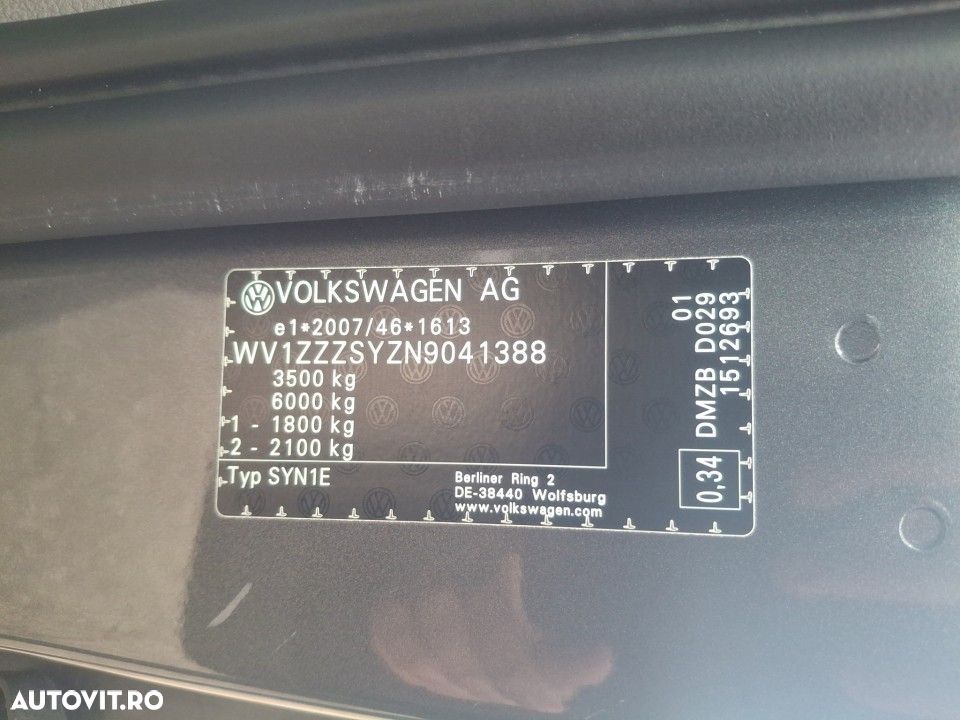 VOLKSWAGEN AG
e1*2007/46*1613
WV1ZZZSYZN9041388
3500 kg
6000 kg
1 - 1800 kg
2 - 2100 kg
Typ SYN1E
Berliner Ring 2
DE-38440 Wolfsburg
www.volkswagen.com
0,34
01
DMZB D029
1512693
AUTOVIT.RO